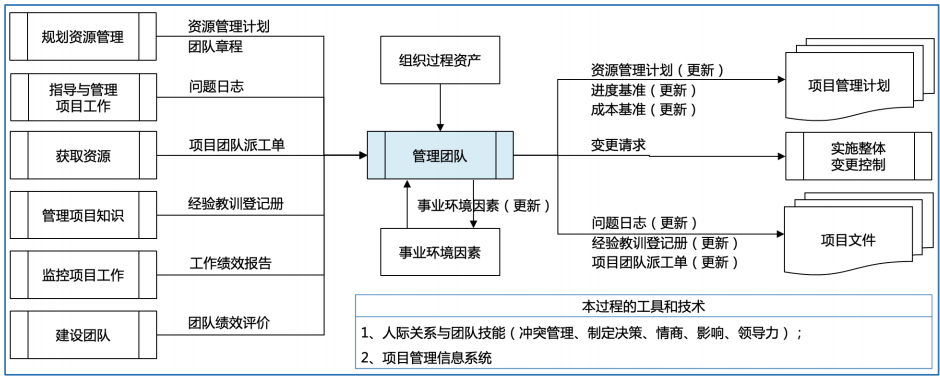 规划资源管理
资源管理计划
团队章程
指导与管理
项目工作
问题日志
获取资源
项目团队派工单
管理项目知识
经验教训登记册
监控项目工作
工作绩效报告
建设团队
团队绩效评价
组织过程资产
管理团队
事业环境因素（更新）
事业环境因素
资源管理计划（更新）
进度基准（更新）
成本基准（更新）
项目管理计划
变更请求
实施整体
变更控制
问题日志（更新）
经验教训登记册（更新）
项目团队派工单（更新）
项目文件
本过程的工具和技术
1、人际关系与团队技能（冲突管理、制定决策、情商、影响、领导力）；
2、项目管理信息系统